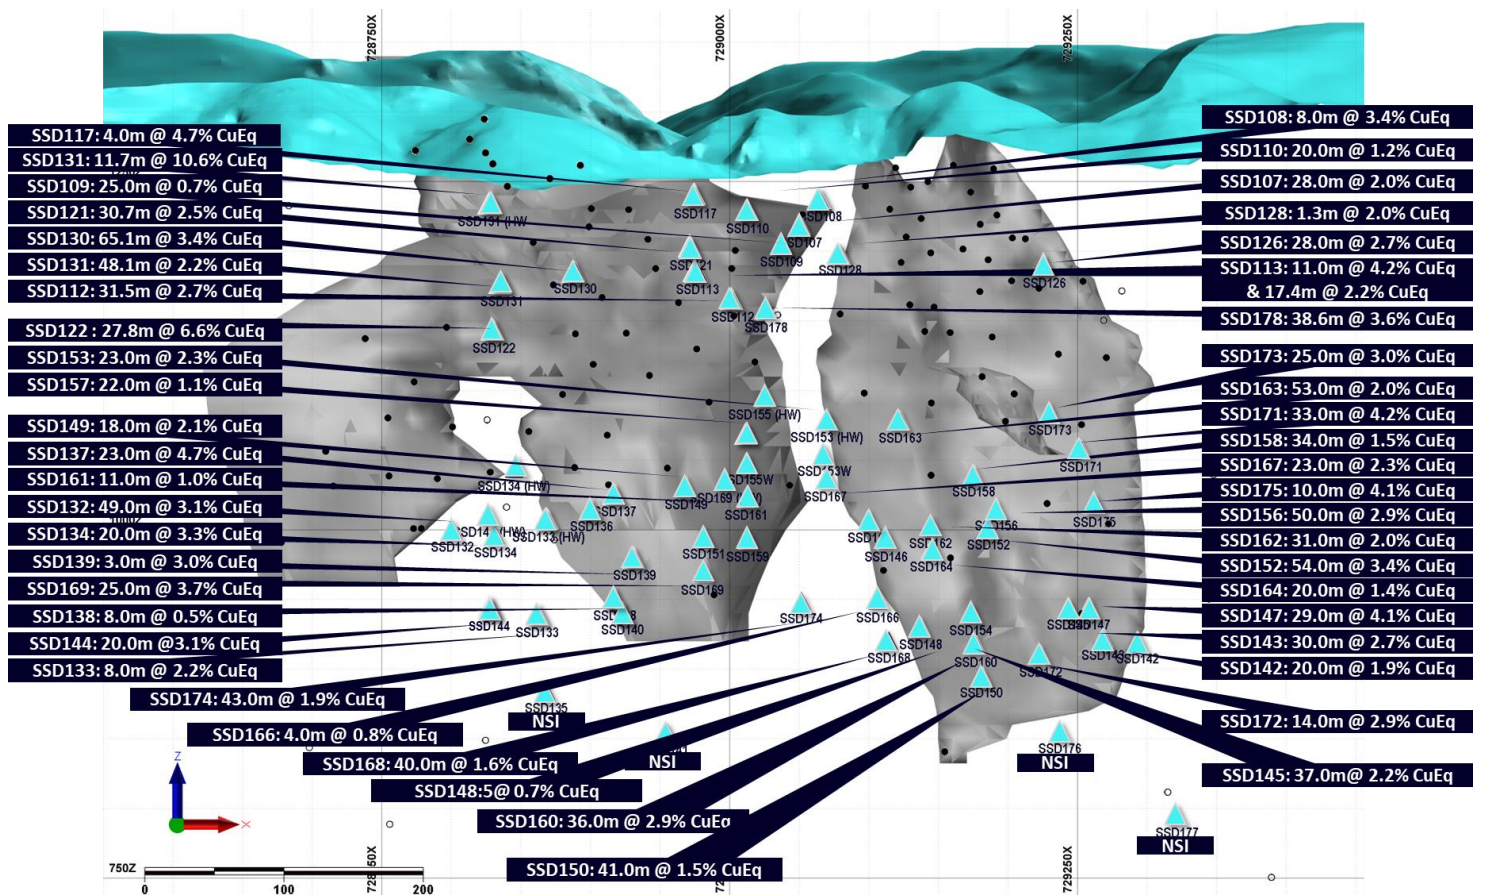 728750X
729000X
729250X
SSD117: 4.0m @ 4.7% CuEq
SSD131: 11.7m @ 10.6% CuEq
SSD109: 25.0m @ 0.7% CuEq
SSD121: 30.7m @ 2.5% CuEq
SSD130: 65.1m @ 3.4% CuEq
SSD131: 48.1m @ 2.2% CuEq
SSD112: 31.5m @ 2.7% CuEq
SSD122 : 27.8m @ 6.6% CuEq
SSD153: 23.0m @ 2.3% CuEq
SSD157: 22.0m @ 1.1% CuEq
SSD149: 18.0m @ 2.1% CuEq
SSD137: 23.0m @ 4.7% CuEq
SSD161: 11.0m @ 1.0% CuEq
SSD132: 49.0m @ 3.1% CuEq
SSD134: 20.0m @ 3.3% CuEq
SSD139: 3.0m @ 3.0% CuEq
SSD169: 25.0m @ 3.7% CuEq
SSD138: 8.0m @ 0.5% CuEq
SSD144: 20.0m @3.1% CuEq
SSD133: 8.0m @ 2.2% CuEq
SSD174: 43.0m @ 1.9% CuEq
SSD166: 4.0m @ 0.8% CuEq
SSD168: 40.0m @ 1.6% CuEq
SSD148:5@ 0.7% CuEq
SSD160: 36.0m @ 2.9% CuEq
SSD150: 41.0m @ 1.5% CuEq
SSD108: 8.0m @ 3.4% CuEq
SSD110: 20.0m @ 1.2% CuEq
SSD107: 28.0m @ 2.0% CuEq
SSD128: 1.3m @ 2.0% CuEq
SSD126: 28.0m @ 2.7% CuEq
SSD113: 11.0m @ 4.2% CuEq
& 17.4m @ 2.2% CuEq
SSD178: 38.6m @ 3.6% CuEq
SSD173: 25.0m @ 3.0% CuEq
SSD163: 53.0m @ 2.0% CuEq
SSD171: 33.0m @ 4.2% CuEq
SSD158: 34.0m @ 1.5% CuEq
SSD167: 23.0m @ 2.3% CuEq
SSD175: 10.0m @ 4.1% CuEq
SSD156: 50.0m @ 2.9% CuEq
SSD162: 31.0m @ 2.0% CuEq
SSD152: 54.0m @ 3.4% CuEq
SSD164: 20.0m @ 1.4% CuEq
SSD147: 29.0m @ 4.1% CuEq
SSD143: 30.0m @ 2.7% CuEq
SSD142: 20.0m @ 1.9% CuEq
SSD172: 14.0m @ 2.9% CuEq
SSD145: 37.0m@ 2.2% CuEq
SSD131 (HW
SSD117
SSD108
SSD110
SSD107
SSD109
SSD128
SSD126
SSD130
SSD113
SSD131
SSD112
SSD178
SSD122
SSD155 (HW)
SSD153 (HW)
SSD163
SSD173
SSD171
SSD134 (HW)
SSD167
SSD158
SSD149
SSD161
SSD137
SSD136
SSD156
SSD132
SSD134
SSD151
SSD159
SSD146
SSD162
SSD152
SSD164
SSD139
SSD144
SSD133
SSD140
SSD174
SSD166
SSD154
SSD148
SSD168
SSD160
SSD150
SSD172
SSD142
SSD135
NSI
NSI
SSD176
NSI
SSD177
NSI
Z
X
750Z
0
100
200
729250X